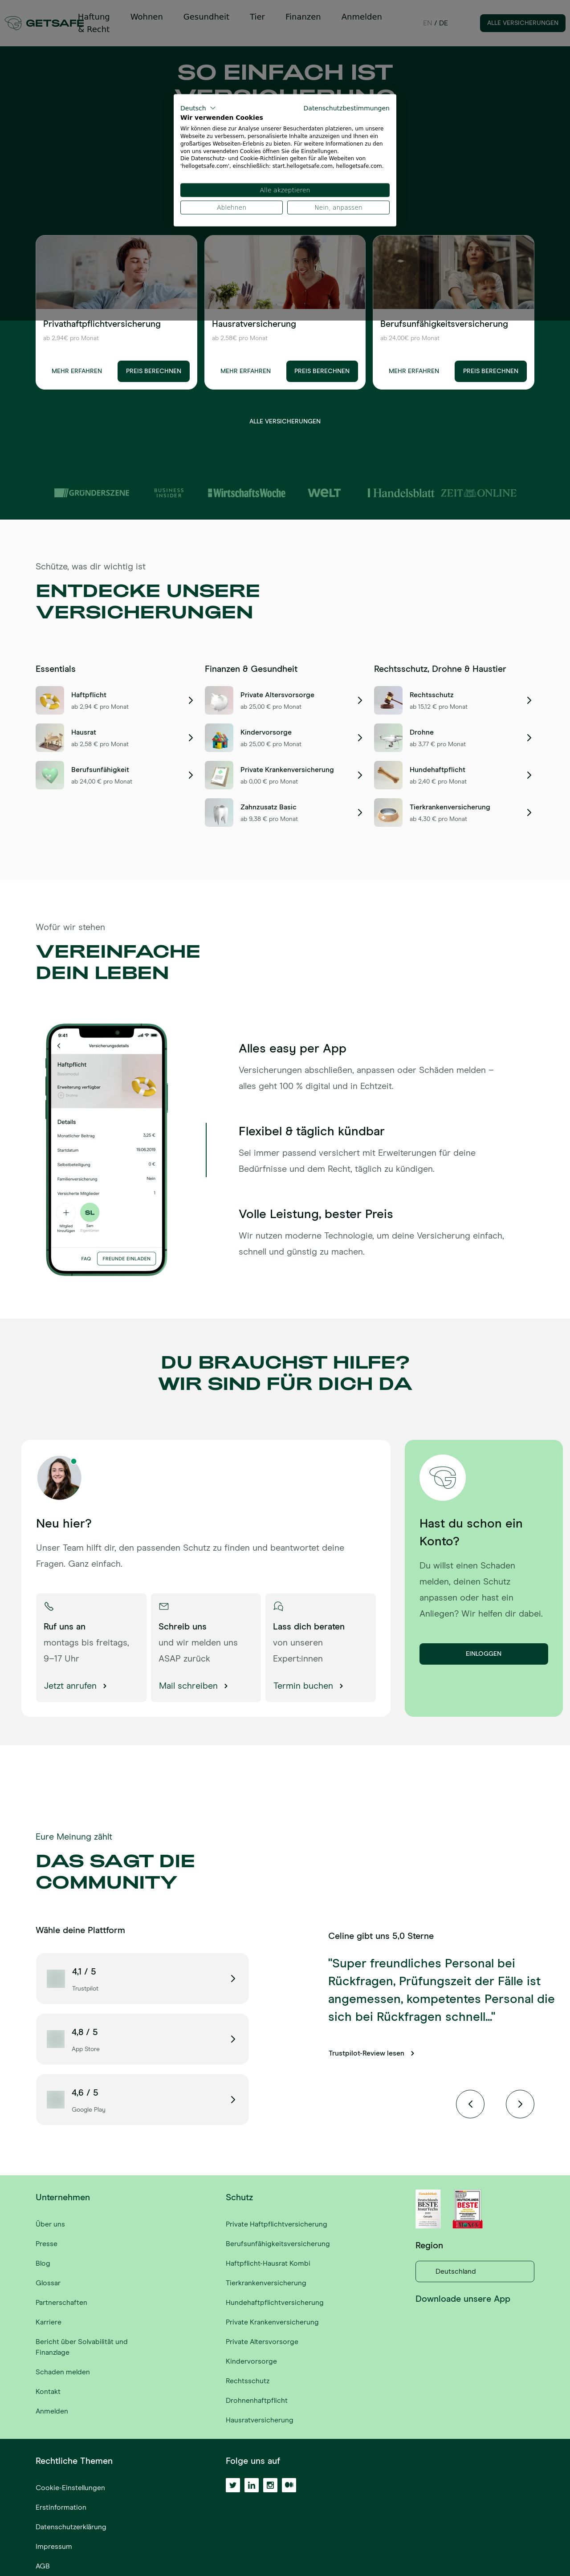 GETSAFE
Haftung & Recht
Wohnen
Gesundheit
Tier
Finanzen
Anmelden
EN / DE
ALLE VERSICHERUNGEN
SO EINFACH IST
Deutsch
Datenschutzbestimmungen
Wir verwenden Cookies
Wir können diese zur Analyse unserer Besucherdaten platzieren, um unsere
Webseite zu verbessern, personalisierte Inhalte anzuzeigen und Ihnen ein
großartiges Webseiten-Erlebnis zu bieten. Für weitere Informationen zu den
von uns verwendeten Cookies öffnen Sie die Einstellungen.
Die Datenschutz- und Cookie-Richtlinien gelten für alle Webeiten von
'hellogetsafe.com', einschließlich: start.hellogetsafe.com, hellogetsafe.com.
Alle akzeptieren
Ablehnen
Nein, anpassen
Privathaftpflichtversicherung
ab 2,94€ pro Monat
MEHR ERFAHREN
PREIS BERECHNEN
Hausratversicherung
ab 2,58€ pro Monat
MEHR ERFAHREN
PREIS BERECHNEN
Berufsunfähigkeitsversicherung
ab 24,00€ pro Monat
MEHR ERFAHREN
PREIS BERECHNEN
ALLE VERSICHERUNGEN
GRÜNDERSZENE
BUSINESS
INSIDER
WirtschaftsWoche
WELT
Handelsblatt
ZEIT ONLINE
Schütze, was dir wichtig ist
ENTDECKE UNSERE
VERSICHERUNGEN
Essentials
Haftpflicht
ab 2,94 € pro Monat
Hausrat
ab 2,58 € pro Monat
Berufsunfähigkeit
ab 24,00 € pro Monat
Finanzen & Gesundheit
Private Altersvorsorge
ab 25,00 € pro Monat
Kindervorsorge
ab 25,00 € pro Monat
Private Krankenversicherung
ab 0,00 € pro Monat
Zahnzusatz Basic
ab 9,38 € pro Monat
Rechtsschutz, Drohne & Haustier
Rechtsschutz
ab 15,12 € pro Monat
Drohne
ab 3,77 € pro Monat
Hundehaftpflicht
ab 2,40 € pro Monat
Tierkrankenversicherung
ab 4,30 € pro Monat
Wofür wir stehen
VEREINFACHE
DEIN LEBEN
9:41
Versicherungsdetails
Haftpflicht
Basisschutz
Erweiterung verfügbar
Drohne
Details
Monatlicher Beitrag 3,25 €
Startdatum 19.08.2019
Selbstbeteiligung 0 €
Familienversicherung Nein
Versicherte Mitglieder 1
SL
Mitglied
hinzufügen
Sam
FAQ
FREUNDE EINLADEN
Alles easy per App
Versicherungen abschließen, anpassen oder Schäden melden –
alles geht 100 % digital und in Echtzeit.
Flexibel & täglich kündbar
Sei immer passend versichert mit Erweiterungen für deine
Bedürfnisse und dem Recht, täglich zu kündigen.
Volle Leistung, bester Preis
Wir nutzen moderne Technologie, um deine Versicherung einfach,
schnell und günstig zu machen.
DU BRAUCHST HILFE?
WIR SIND FÜR DICH DA
Neu hier?
Unser Team hilft dir, den passenden Schutz zu finden und beantwortet deine
Fragen. Ganz einfach.
Ruf uns an
montags bis freitags,
9–17 Uhr
Jetzt anrufen
Schreib uns
und wir melden uns
ASAP zurück
Mail schreiben
Lass dich beraten
von unseren
Expert:innen
Termin buchen
Hast du schon ein
Konto?
Du willst einen Schaden
melden, deinen Schutz
anpassen oder hast ein
Anliegen? Wir helfen dir dabei.
EINLOGGEN
Eure Meinung zählt
DAS SAGT DIE
COMMUNITY
Wähle deine Plattform
4,1 / 5
Trustpilot
4,8 / 5
App Store
4,6 / 5
Google Play
Celine gibt uns 5,0 Sterne
"Super freundliches Personal bei
Rückfragen, Prüfungszeit der Fälle ist
angemessen, kompetentes Personal die
sich bei Rückfragen schnell..."
Trustpilot-Review lesen
Unternehmen
Über uns
Presse
Blog
Glossar
Partnerschaften
Karriere
Bericht über Solvabilität und
Finanzlage
Schaden melden
Kontakt
Anmelden
Schutz
Private Haftpflichtversicherung
Berufsunfähigkeitsversicherung
Haftpflicht-Hausrat Kombi
Tierkrankenversicherung
Hundehaftpflichtversicherung
Private Krankenversicherung
Private Altersvorsorge
Kindervorsorge
Rechtsschutz
Drohnenhaftpflicht
Hausratversicherung
BESTE
BESTE
Region
Deutschland
Downloade unsere App
Rechtliche Themen
Cookie-Einstellungen
Erstinformation
Datenschutzerklärung
Impressum
AGB
Folge uns auf